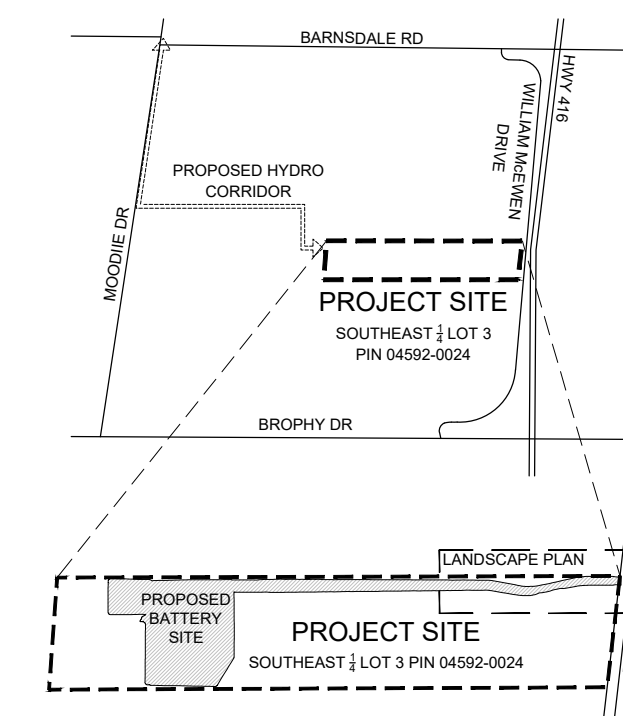 BARNSDALE RD
HWY 416
WILLIAM McEWEN
DRIVE
PROPOSED HYDRO
CORRIDOR
MOODIIE DR
PROJECT SITE
SOUTHEAST 1/4 LOT 3
PIN 04592-0024
BROPHY DR
LANDSCAPE PLAN
PROPOSED
BATTERY
SITE
PROJECT SITE
SOUTHEAST 1/4 LOT 3 PIN 04592-0024